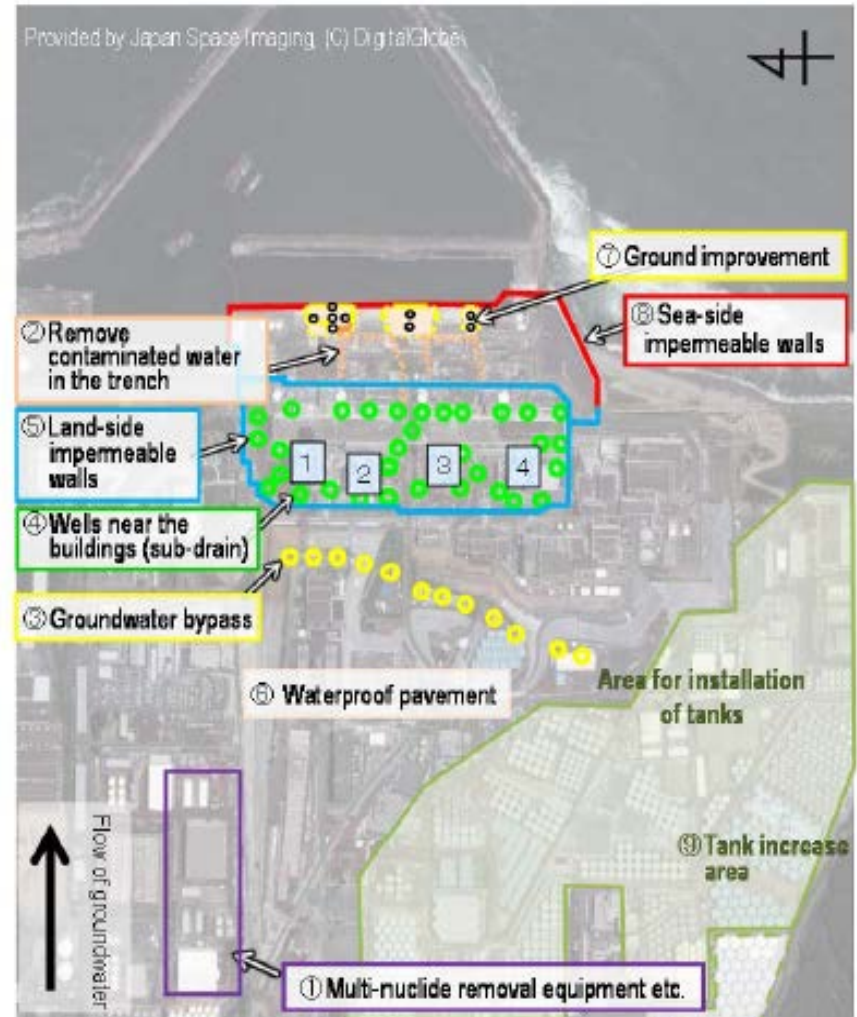 Provided by Japan Space Imaging, (C) DigitalGlobe
⑦Ground improvement
②Remove
contaminated water
in the trench
⑧Sea-side
impermeable walls
⑤Land-side
impermeable
walls
1
2
3
4
④Wells near the
buildings (sub-drain)
③Groundwater bypass
⑥ Waterproof pavement
Area for installation
of tanks
⑨Tank increase
area
Flow of groundwater
①Multi-nuclide removal equipment etc.